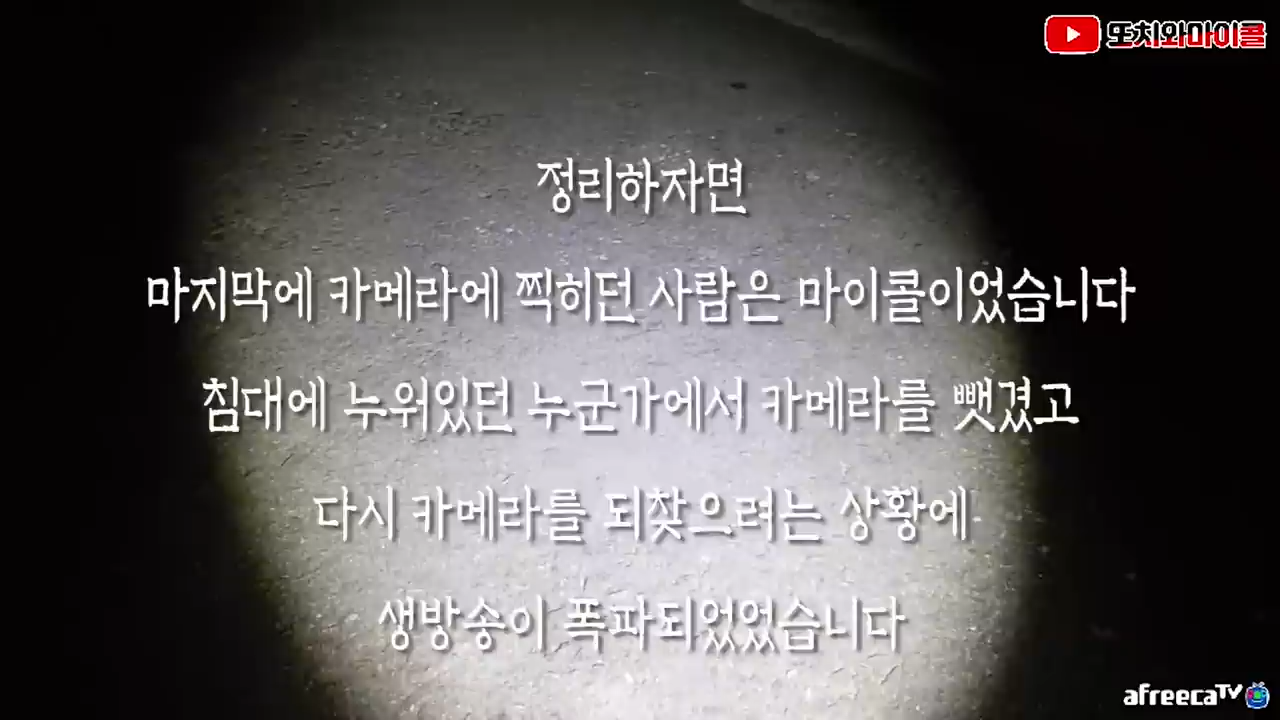 또치와마이콜
정리하자면
마지막에 카메라에 찍히던 사람은 마이콜이었습니다
침대에 누워있던 누군가에서 카메라를 뺏겼고
다시 카메라를 되찾으려는 상황에
생방송이 폭파되었었습니다
afreecaTV